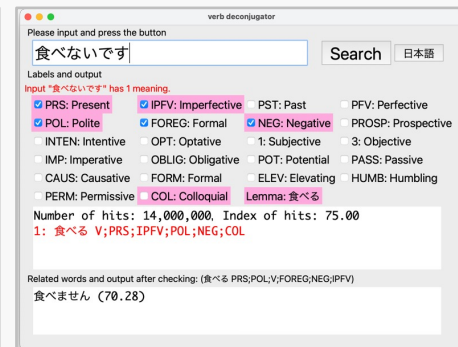 verb deconjugator
Please input and press the button
食べないです Search 日本語
Labels and output
Input "食べないです" has 1 meaning.
PRS: Present IPFV: Imperfective PST: Past PFV: Perfective
POL: Polite FOREG: Formal NEG: Negative PROSP: Prospective
INTEN: Intentive OPT: Optative 1: Subjective 3: Objective
IMP: Imperative OBLIG: Obligative POT: Potential PASS: Passive
CAUS: Causative FORM: Formal ELEV: Elevating HUMB: Humbling
PERM: Permissive COL: Colloquial Lemma: 食べる
Number of hits: 14,000,000, Index of hits: 75.00
1: 食べる V;PRS;IPFV;POL;NEG;COL
Related words and output after checking: (食べる PRS;POL;V;FOREG;NEG;IPFV)
食べません (70.28)